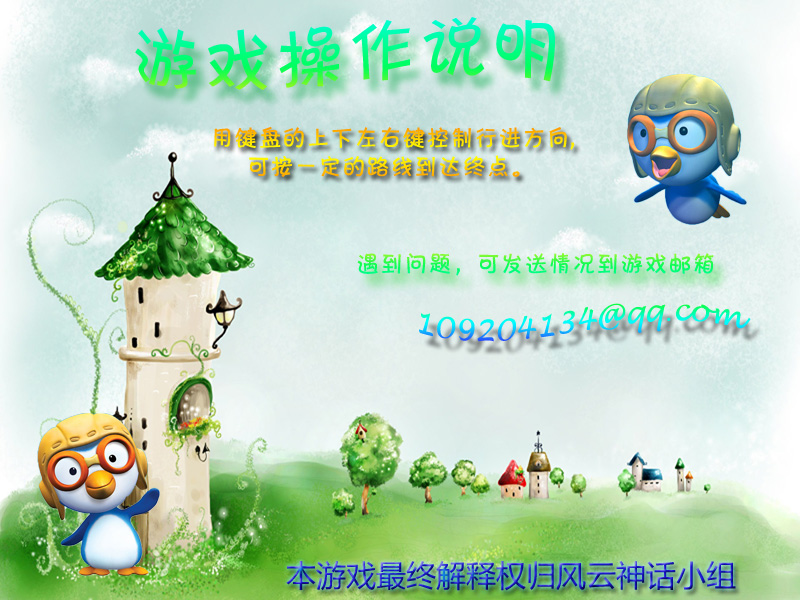 游戏操作说明
用键盘的上下左右键控制行进方向，
可按一定的路线到达终点。
遇到问题，可发送情况到游戏邮箱
109204134@qq.com
本游戏最终解释权归风云神话小组